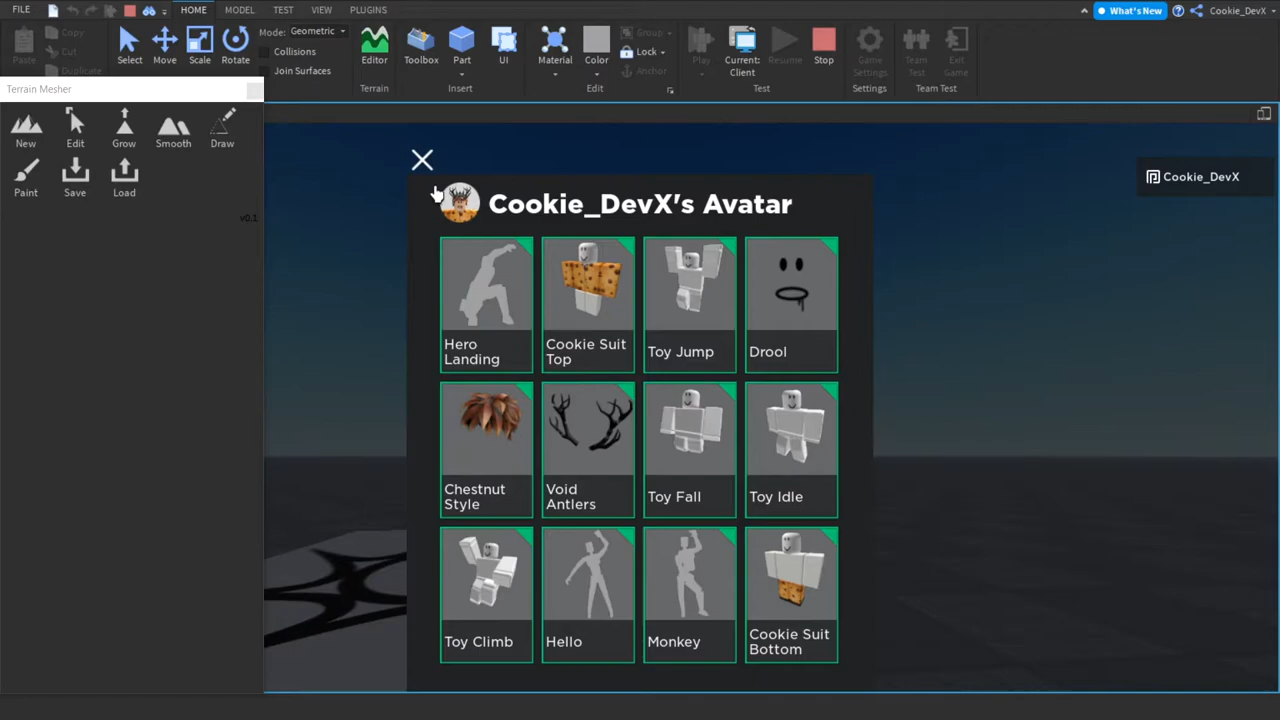 FILE
HOME MODEL TEST VIEW PLUGINS
What's New
Cookie_DevX
Paste
Copy
Cut
Duplicate
Select
Move
Scale
Rotate
Mode: Geometric
Collisions
Join Surfaces
Editor
Terrain
Toolbox
Part
UI
Insert
Material
Color
Group
Lock
Anchor
Edit
Play
Current:
Client
Resume
Stop
Test
Game
Settings
Settings
Team
Test
Exit
Game
Team Test
Terrain Mesher
New
Edit
Grow
Smooth
Draw
Paint
Save
Load
v0.1
Cookie_DevX
Cookie_DevX's Avatar
Hero
Landing
Cookie Suit
Top
Toy Jump
Drool
Chestnut
Style
Void
Antlers
Toy Fall
Toy Idle
Toy Climb
Hello
Monkey
Cookie Suit
Bottom